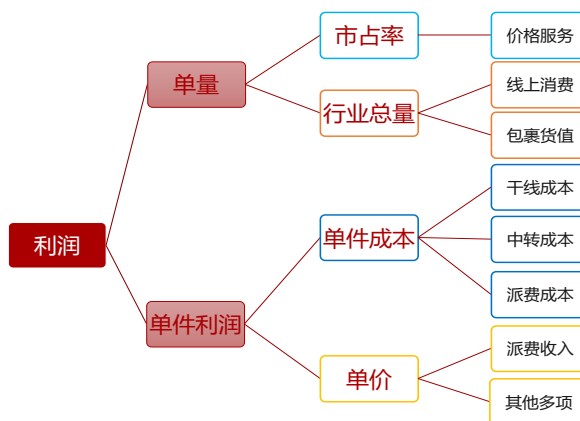 利润
单量
市占率
价格服务
行业总量
线上消费
包裹货值
单件利润
单件成本
干线成本
中转成本
派费成本
单价
派费收入
其他多项